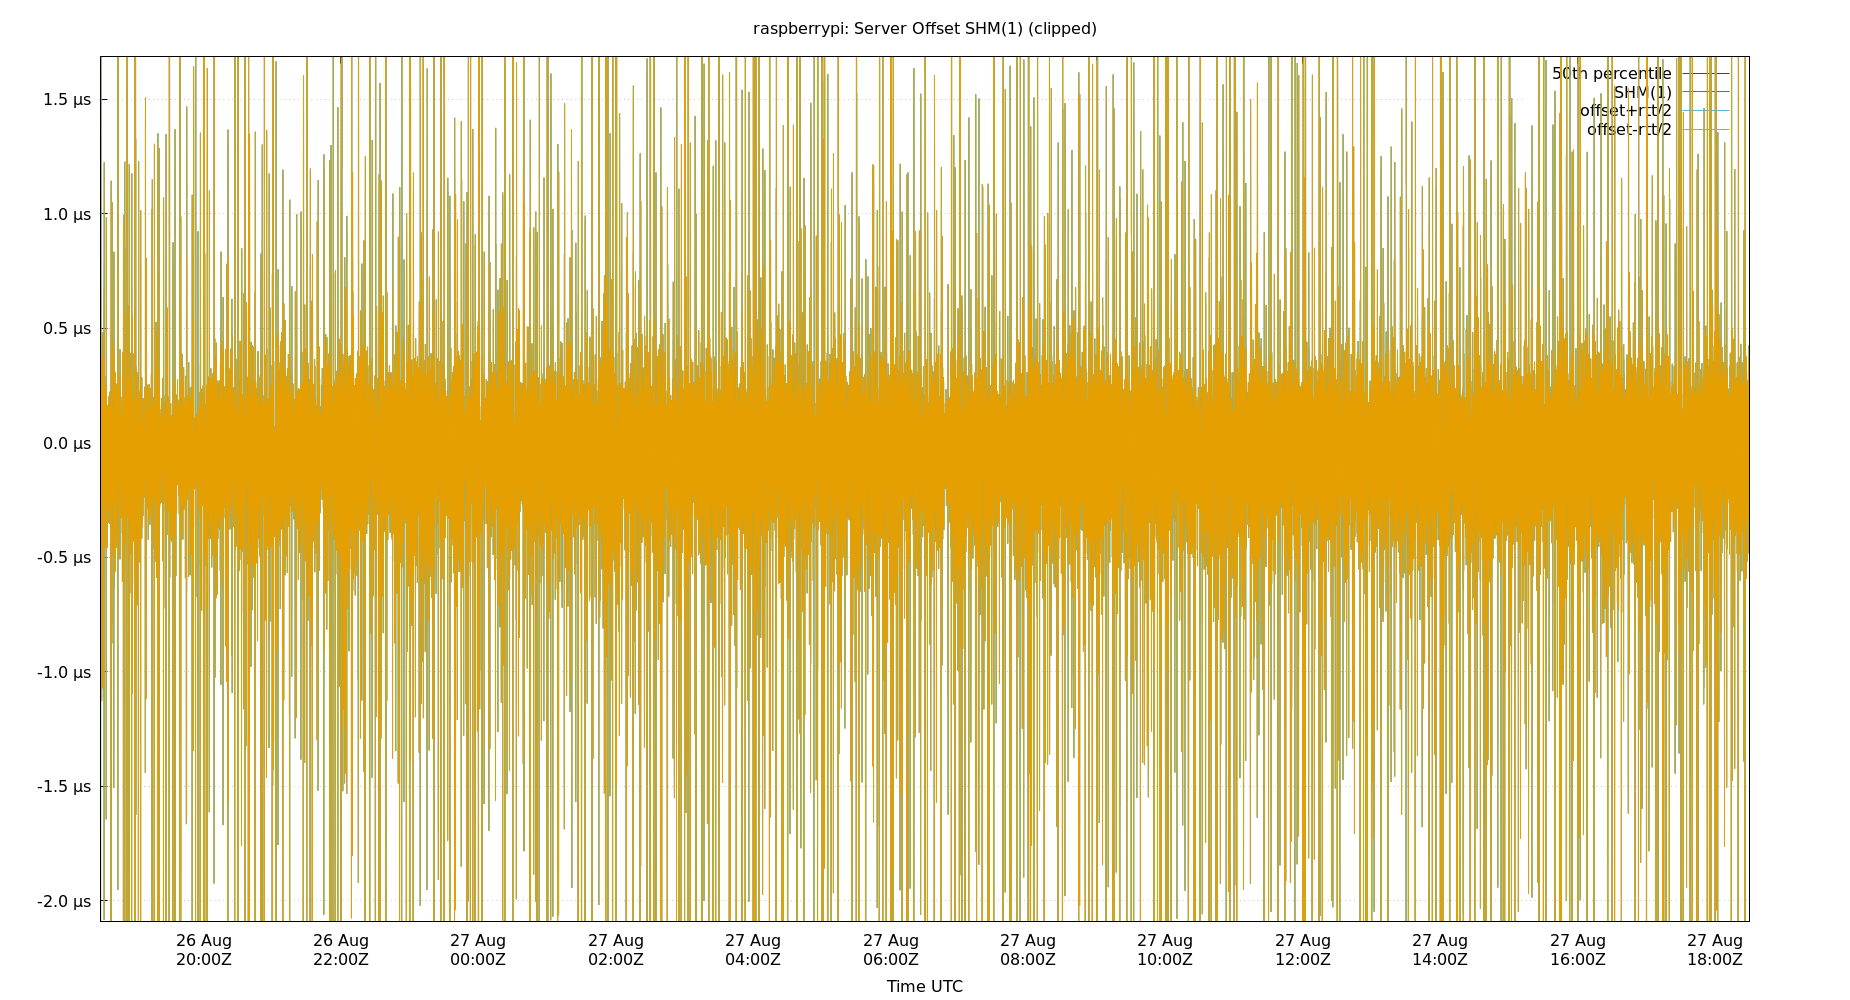 raspberrypi: Server Offset SHM(1) (clipped)
50th percentile
SHM(1)
offset+rtt/2
offset-rtt/2
1.5 µs
1.0 µs
0.5 µs
0.0 µs
-0.5 µs
-1.0 µs
-1.5 µs
-2.0 µs
26 Aug 26 Aug 27 Aug 27 Aug 27 Aug 27 Aug 27 Aug 27 Aug 27 Aug 27 Aug 27 Aug 27 Aug
20:00Z 22:00Z 00:00Z 02:00Z 04:00Z 06:00Z 08:00Z 10:00Z 12:00Z 14:00Z 16:00Z 18:00Z
Time UTC